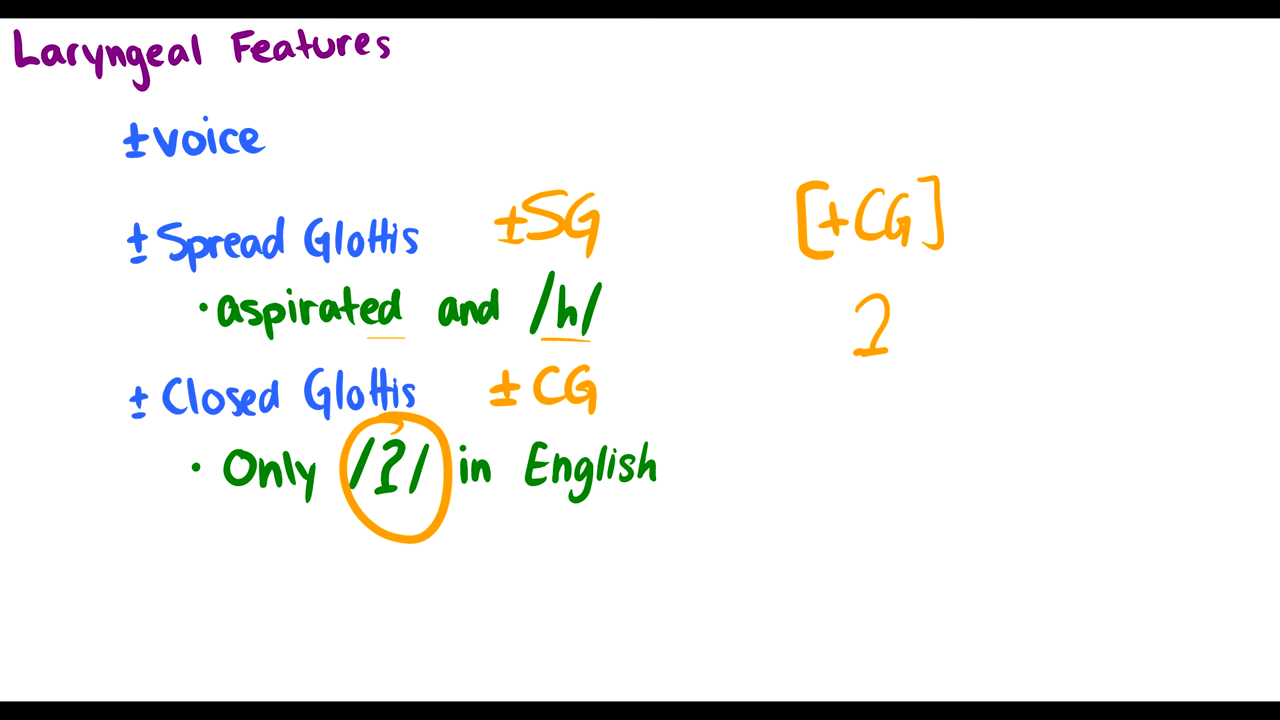 Laryngeal Features
±voice
±Spread Glottis ±SG
• aspirated and /h/
± Closed Glottis ± CG
• Only /ʔ/ in English
[+CG]
ʔ